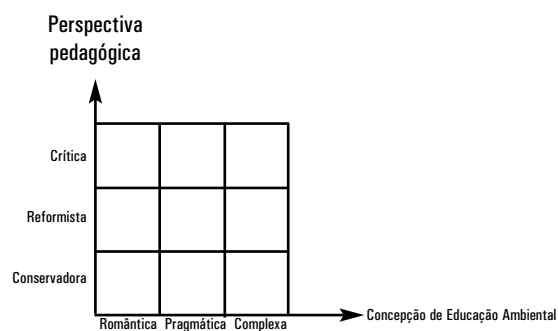 Perspectiva
pedagógica
Crítica
Reformista
Conservadora
Romântica Pragmática Complexa
Concepção de Educação Ambiental